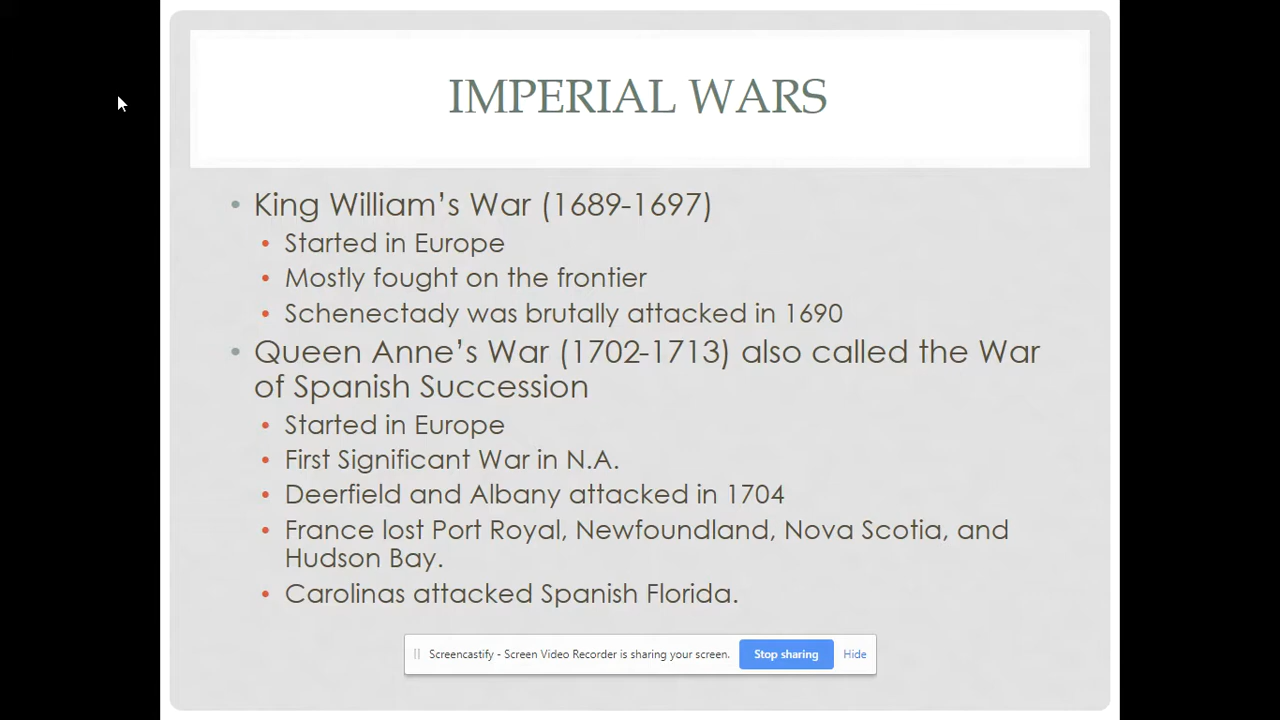 IMPERIAL WARS
• King William's War (1689-1697)
• Started in Europe
• Mostly fought on the frontier
• Schenectady was brutally attacked in 1690
• Queen Anne's War (1702-1713) also called the War
of Spanish Succession
• Started in Europe
• First Significant War in N.A.
• Deerfield and Albany attacked in 1704
• France lost Port Royal, Newfoundland, Nova Scotia, and
Hudson Bay.
• Carolinas attacked Spanish Florida.
Screencastify - Screen Video Recorder is sharing your screen. Stop sharing Hide